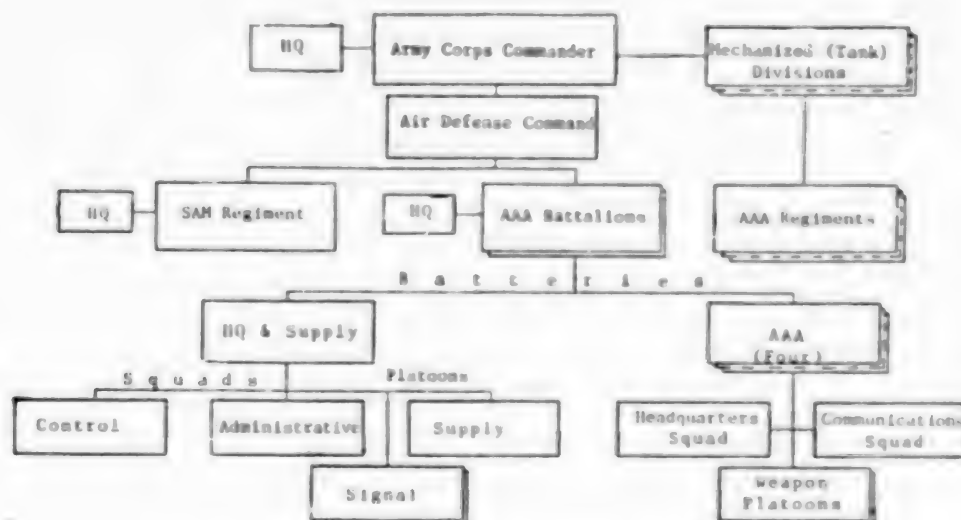 HQ
Army Corps Commander
Mechanized (Tank)
Divisions
Air Defense Command
HQ
SAM Regiment
HQ
AAA Battalions
AAA Regiments
B a t t e r i e s
HQ & Supply
AAA
(Four)
S q u a d s
Platoons
Control
Administrative
Supply
Headquarters
Squad
Communications
Squad
Signal
Weapon
Platoons